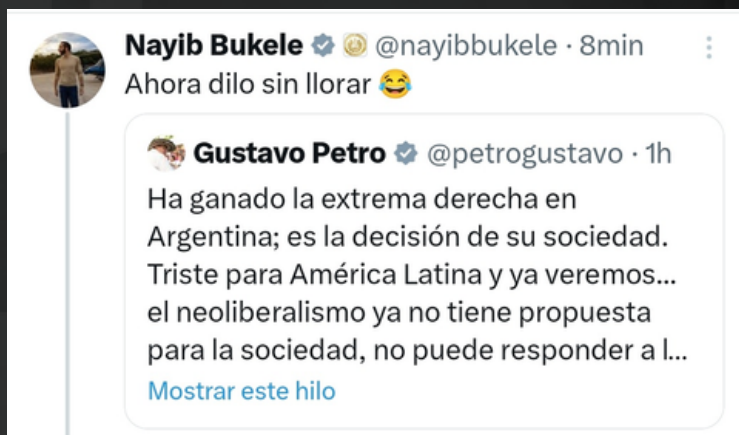 Nayib Bukele @nayibbukele · 8min
Ahora dilo sin llorar 😂
Gustavo Petro @petrogustavo · 1h
Ha ganado la extrema derecha en
Argentina; es la decisión de su sociedad.
Triste para América Latina y ya veremos...
el neoliberalismo ya no tiene propuesta
para la sociedad, no puede responder a l...
Mostrar este hilo